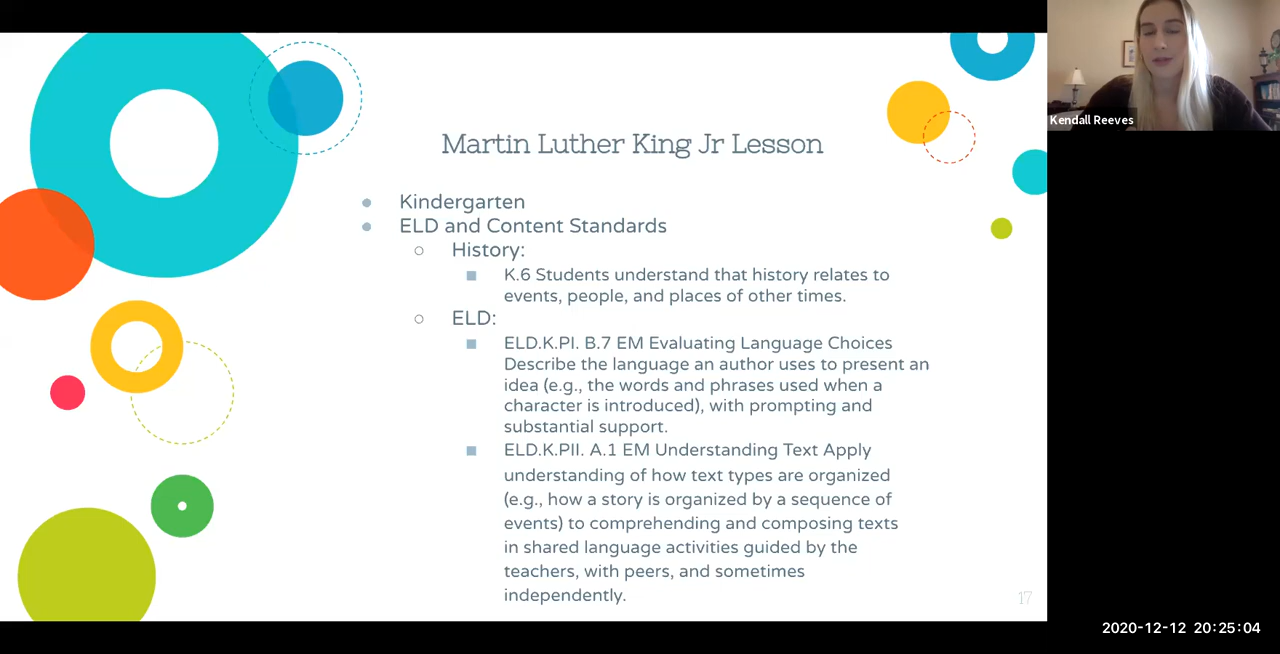 Martin Luther King Jr Lesson
Kindergarten
ELD and Content Standards
History:
K.6 Students understand that history relates to
events, people, and places of other times.
ELD:
ELD.K.PI. B.7 EM Evaluating Language Choices
Describe the language an author uses to present an
idea (e.g., the words and phrases used when a
character is introduced), with prompting and
substantial support.
ELD.K.PII. A.1 EM Understanding Text Apply
understanding of how text types are organized
(e.g., how a story is organized by a sequence of
events) to comprehending and composing texts
in shared language activities guided by the
teachers, with peers, and sometimes
independently.
17
Kendall Reeves
2020-12-12 20:25:04